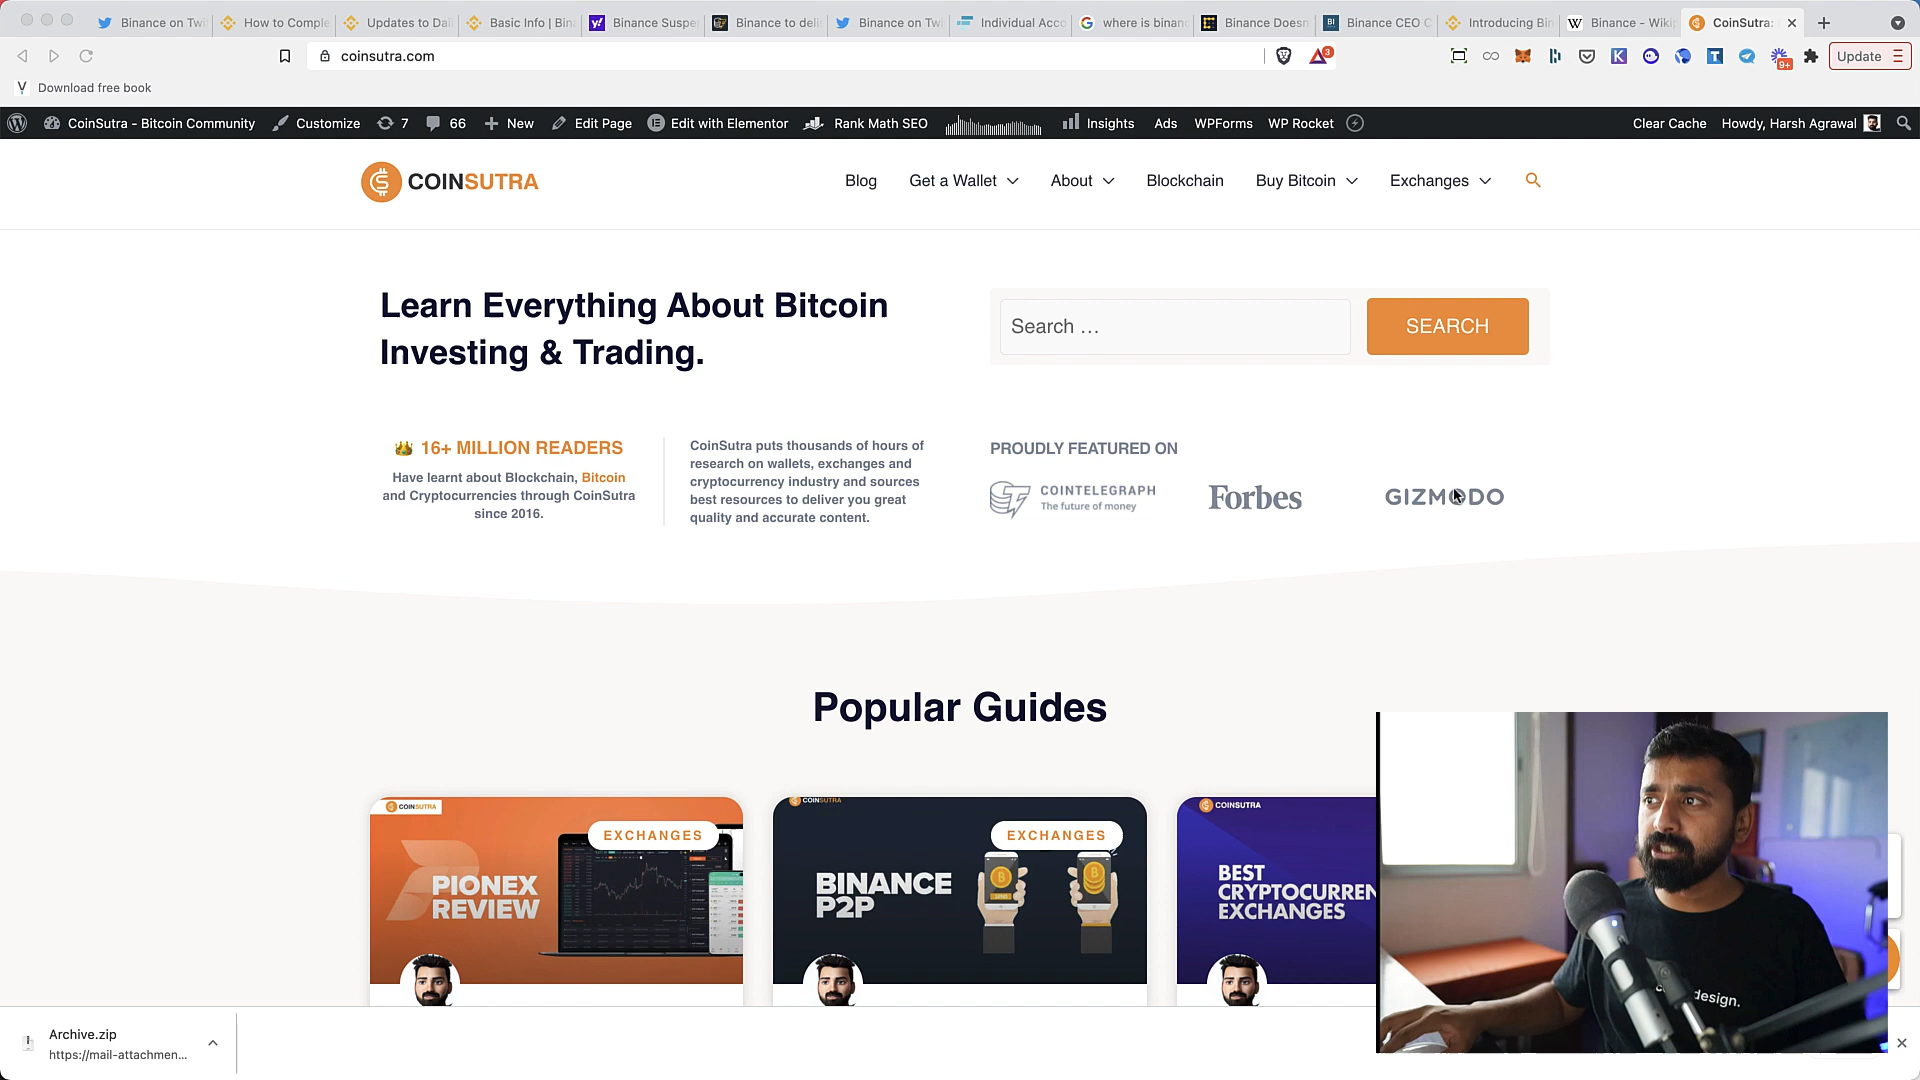 Binance on Twi
How to Comple
Updates to Dai
Basic Info | Bina
Binance Suspe
Binance to deli
Binance on Twi
Individual Acco
where is binanc
Binance Doesn
Binance CEO C
Introducing Bin
Binance - Wikip
CoinSutra:
coinsutra.com
3
9+
Update
Download free book
CoinSutra - Bitcoin Community
Customize
7
66
New
Edit Page
Edit with Elementor
Rank Math SEO
Insights
Ads
WPForms
WP Rocket
Clear Cache
Howdy, Harsh Agrawal
COINSUTRA
Blog
Get a Wallet
About
Blockchain
Buy Bitcoin
Exchanges
Learn Everything About Bitcoin
Investing & Trading.
Search …
SEARCH
16+ MILLION READERS
Have learnt about Blockchain, Bitcoin
and Cryptocurrencies through CoinSutra
since 2016.
CoinSutra puts thousands of hours of
research on wallets, exchanges and
cryptocurrency industry and sources
best resources to deliver you great
quality and accurate content.
PROUDLY FEATURED ON
COINTELEGRAPH
The future of money
Forbes
GIZMODO
Popular Guides
COINSUTRA
EXCHANGES
PIONEX
REVIEW
COINSUTRA
EXCHANGES
BINANCE
P2P
COINSUTRA
BEST
CRYPTOCURREN
EXCHANGES
design.
Archive.zip
https://mail-attachmen...